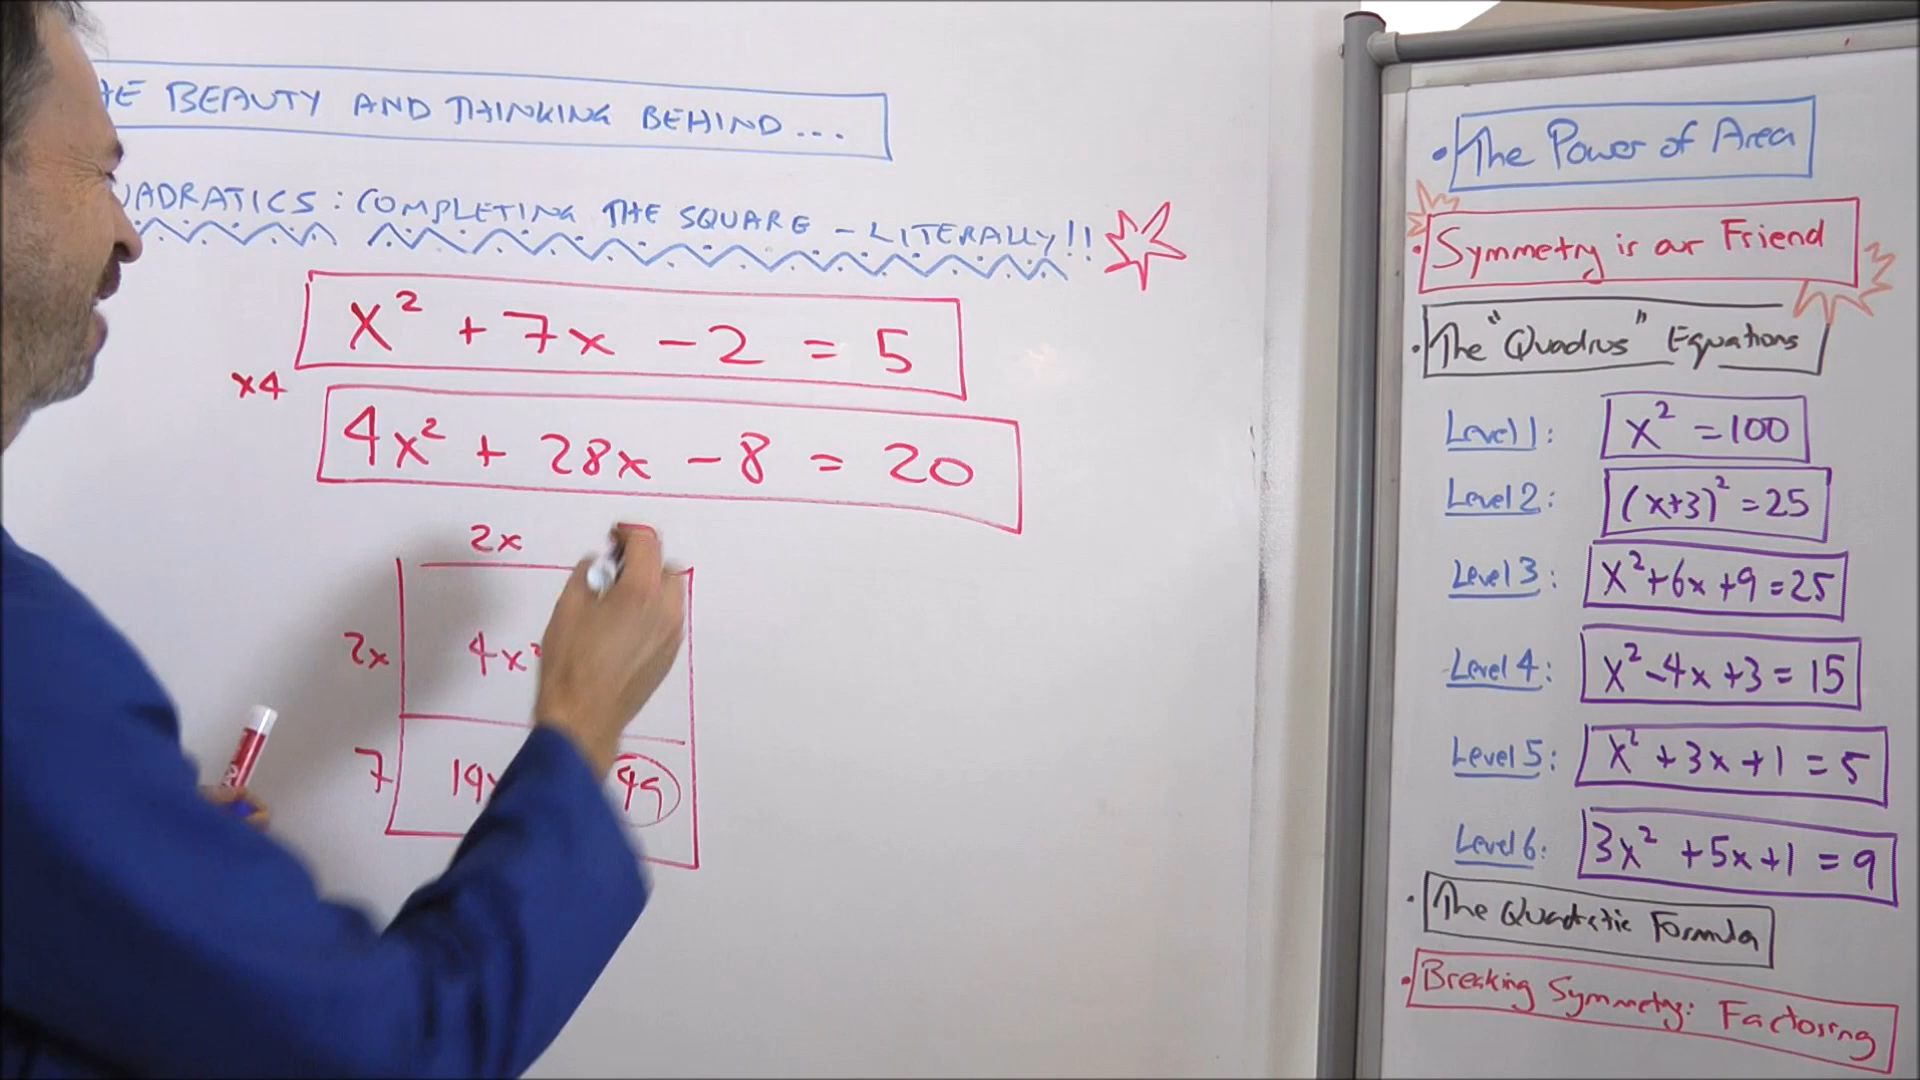 BEAUTY AND THINKING BEHIND...
QUADRATICS: COMPLETING THE SQUARE - LITERALLY!!
x² + 7x - 2 = 5
x4
4x² + 28x - 8 = 20
2x
2x 4x²
7 49
• The Power of Area
• Symmetry is our Friend
• The "Quadrus" Equations
Level 1: x² = 100
Level 2: (x+3)² = 25
Level 3: x² + 6x + 9 = 25
Level 4: x² - 4x + 3 = 15
Level 5: x² + 3x + 1 = 5
Level 6: 3x² + 5x + 1 = 9
• The Quadratic Formula
• Breaking Symmetry: Factoring